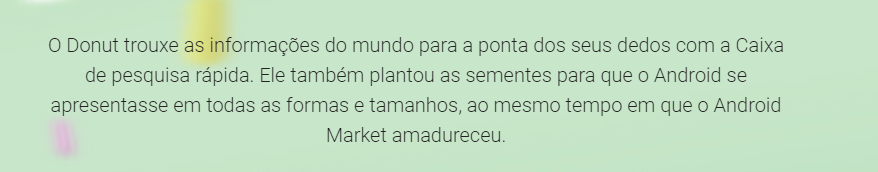 O Donut trouxe as informações do mundo para a ponta dos seus dedos com a Caixa
de pesquisa rápida. Ele também plantou as sementes para que o Android se
apresentasse em todas as formas e tamanhos, ao mesmo tempo em que o Android
Market amadureceu.